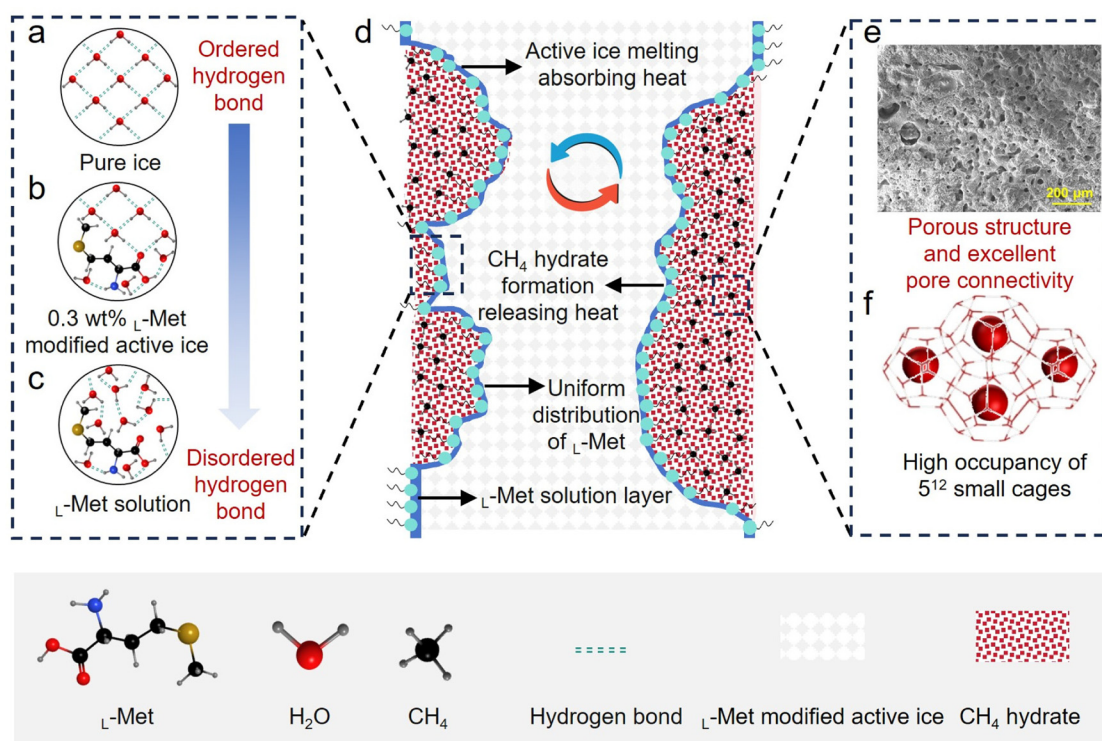 a
Ordered
hydrogen
bond
Pure ice
b
0.3 wt% L-Met
modified active ice
c
Disordered
hydrogen
bond
L-Met solution
d
Active ice melting
absorbing heat
CH4 hydrate
formation
releasing heat
Uniform
distribution
of L-Met
L-Met solution layer
e
200 μm
Porous structure
and excellent
pore connectivity
f
High occupancy of
5¹² small cages
L-Met
H₂O
CH₄
Hydrogen bond
L-Met modified active ice
CH₄ hydrate